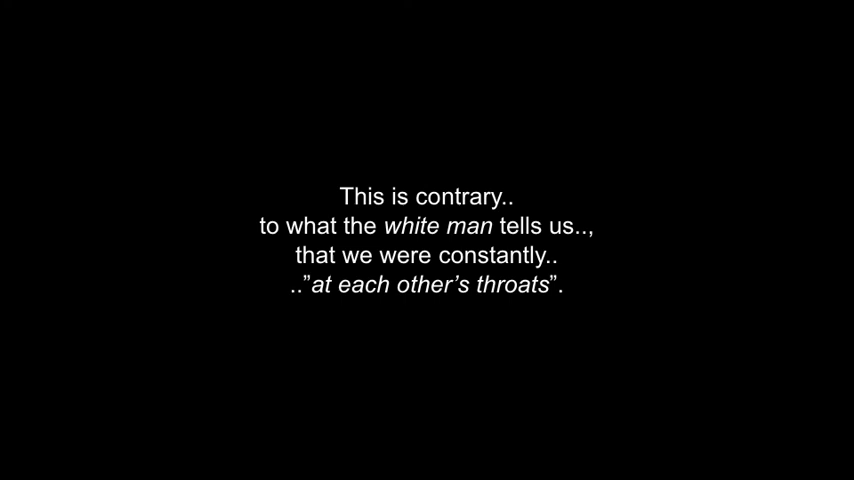 This is contrary..
to what the white man tells us..,
that we were constantly..
..”at each other’s throats”.